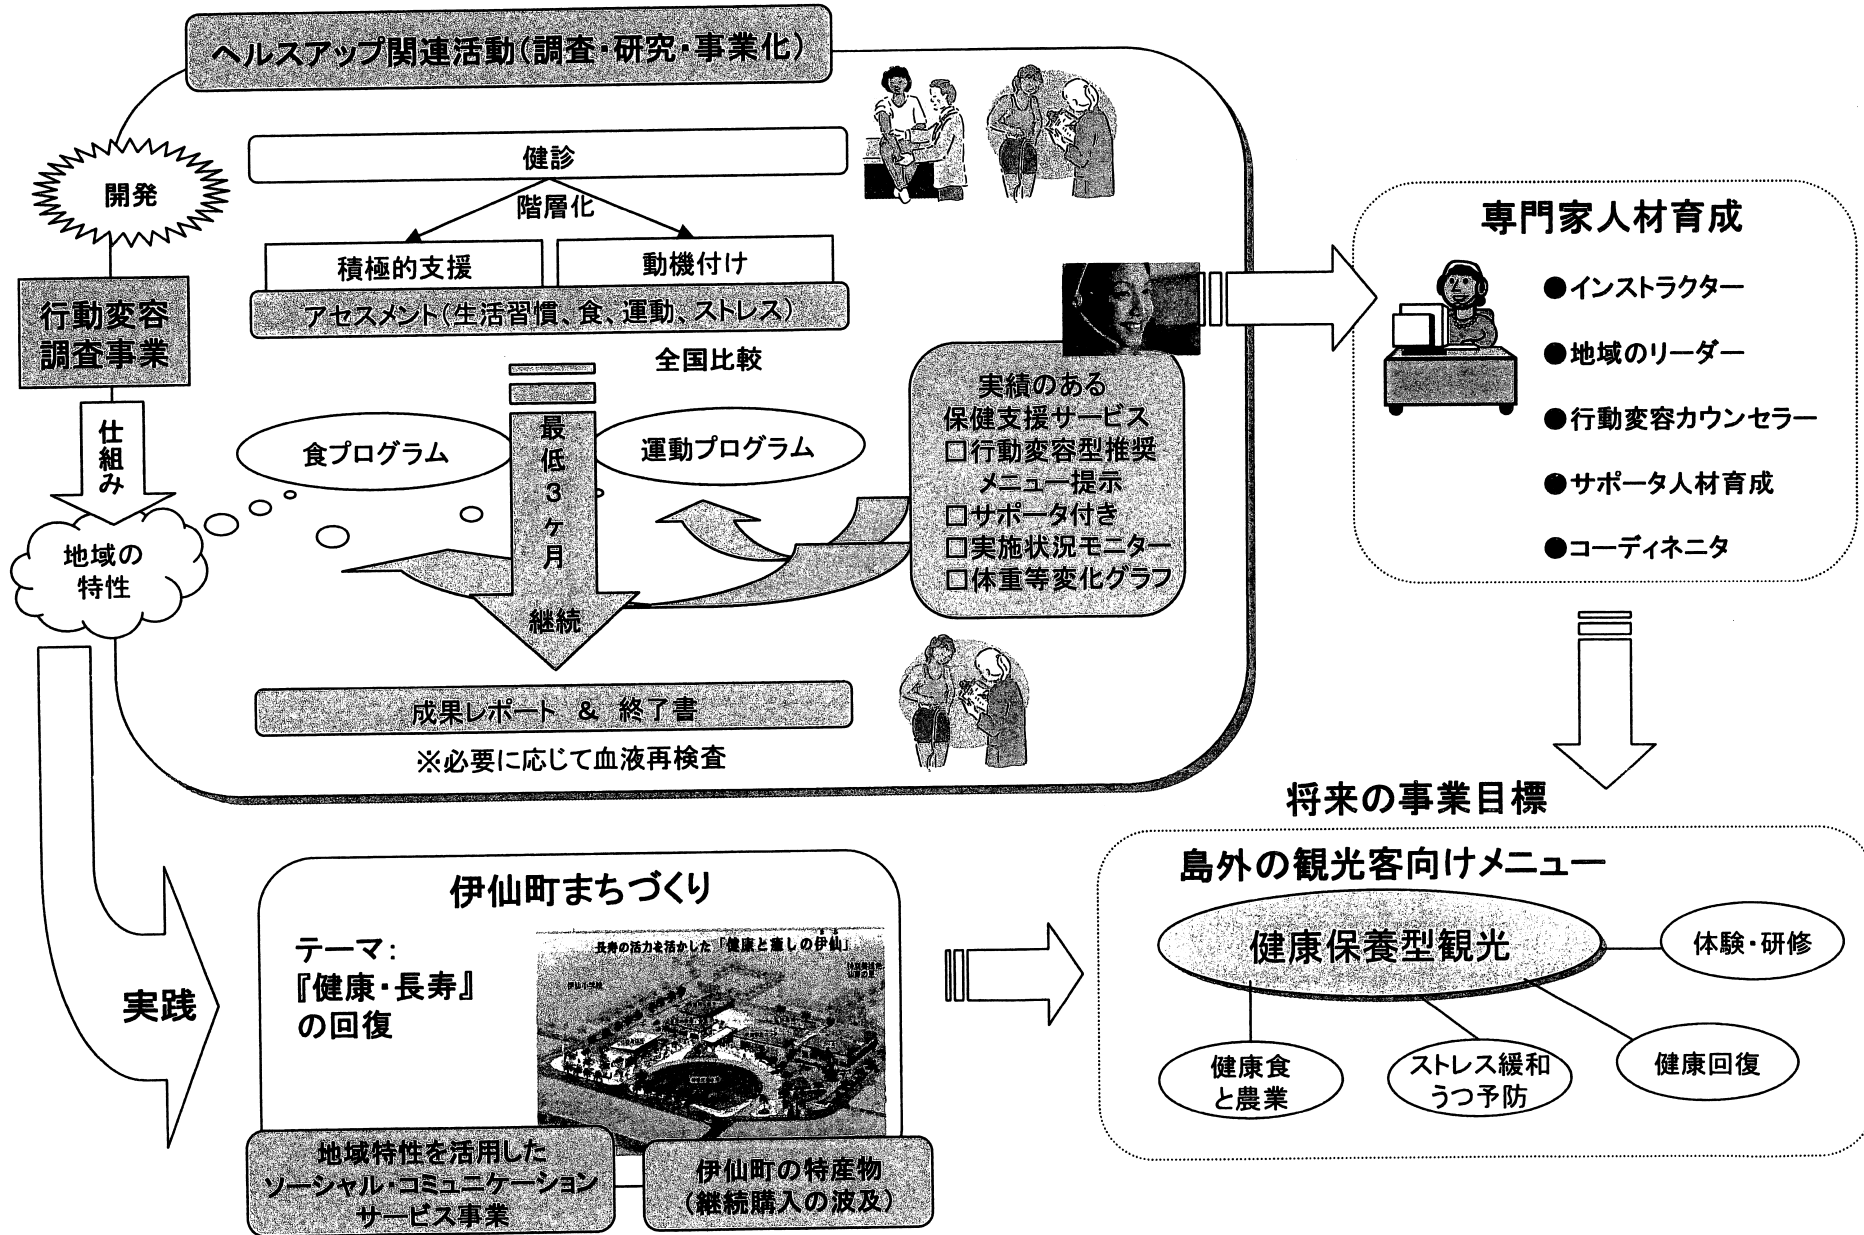 ヘルスアップ関連活動(調査・研究・事業化)
開発
行動変容
調査事業
仕組み
地域の
特性
健診
階層化
積極的支援
動機付け
アセスメント(生活習慣、食、運動、ストレス)
全国比較
食プログラム
運動プログラム
最低3ヶ月
継続
実績のある
保健支援サービス
□行動変容型推奨
メニュー提示
□サポータ付き
□実施状況モニター
□体重等変化グラフ
成果レポート & 終了書
※必要に応じて血液再検査
専門家人材育成
●インストラクター
●地域のリーダー
●行動変容カウンセラー
●サポータ人材育成
●コーディネニタ
実践
伊仙町まちづくり
テーマ:
『健康・長寿』
の回復
長寿の活力を活かした「健康と癒しの伊仙」
伊仙小学校
地域特性を活用した
ソーシャル・コミュニケーション
サービス事業
伊仙町の特産物
(継続購入の波及)
将来の事業目標
島外の観光客向けメニュー
健康保養型観光
体験・研修
健康食
と農業
ストレス緩和
うつ予防
健康回復